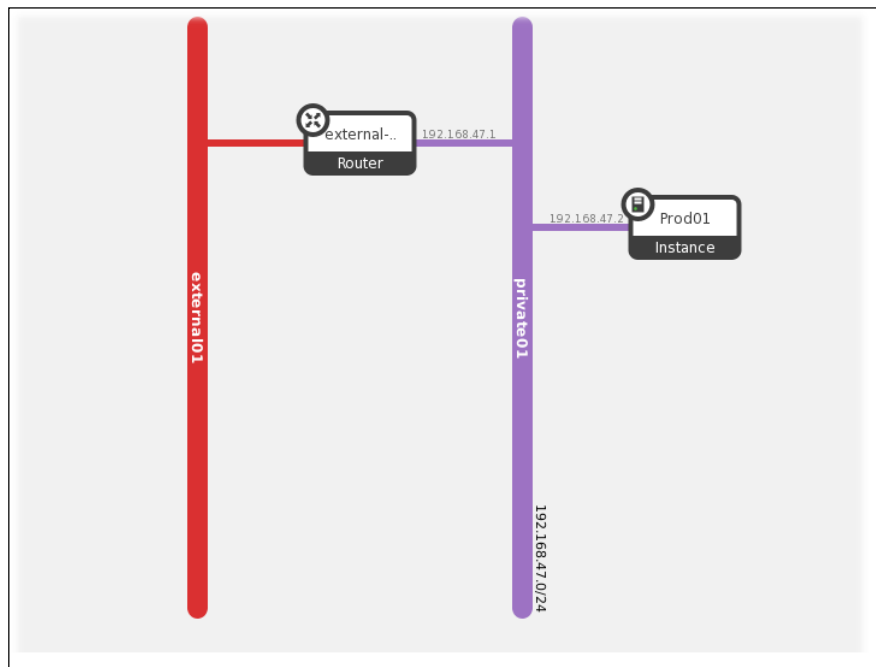 external-..
Router
192.168.47.1
192.168.47.2
Prod01
Instance
external01
private01
192.168.47.0/24